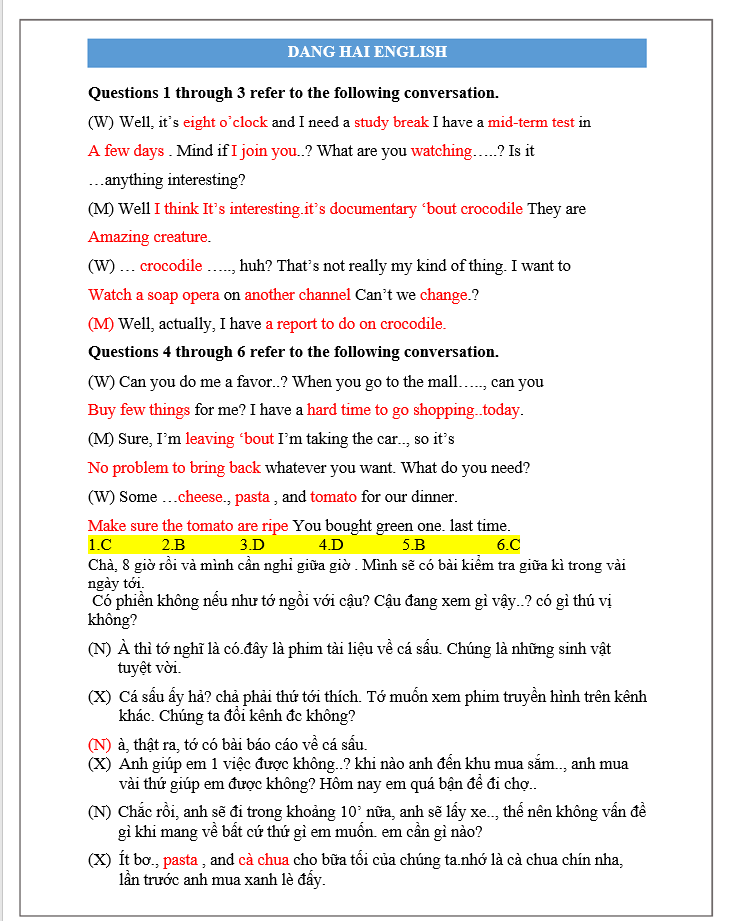 DANG HAI ENGLISH
Questions 1 through 3 refer to the following conversation.
(W) Well, it’s eight o’clock and I need a study break I have a mid-term test in
A few days . Mind if I join you..? What are you watching…..? Is it
…anything interesting?
(M) Well I think It’s interesting.it’s documentary ‘bout crocodile They are
Amazing creature.
(W) … crocodile ….., huh? That’s not really my kind of thing. I want to
Watch a soap opera on another channel Can’t we change.?
(M) Well, actually, I have a report to do on crocodile.
Questions 4 through 6 refer to the following conversation.
(W) Can you do me a favor..? When you go to the mall….., can you
Buy few things for me? I have a hard time to go shopping..today.
(M) Sure, I’m leaving ‘bout I’m taking the car.., so it’s
No problem to bring back whatever you want. What do you need?
(W) Some …cheese., pasta , and tomato for our dinner.
Make sure the tomato are ripe You bought green one. last time.
1.C 2.B 3.D 4.D 5.B 6.C
Chà, 8 giờ rồi và mình cần nghỉ giữa giờ . Mình sẽ có bài kiểm tra giữa kì trong vài
ngày tới.
Có phiền không nếu như tớ ngồi với cậu? Cậu đang xem gì vậy..? có gì thú vị
không?
(N) À thì tớ nghĩ là có.đây là phim tài liệu về cá sấu. Chúng là những sinh vật
tuyệt vời.
(X) Cá sấu ấy hả? chả phải thứ tới thích. Tớ muốn xem phim truyền hình trên kênh
khác. Chúng ta đổi kênh đc không?
(N) à, thật ra, tớ có bài báo cáo về cá sấu.
(X) Anh giúp em 1 việc được không..? khi nào anh đến khu mua sắm.., anh mua
vài thứ giúp em được không? Hôm nay em quá bận để đi chợ..
(N) Chắc rồi, anh sẽ đi trong khoảng 10’ nữa, anh sẽ lấy xe.., thế nên không vấn đề
gì khi mang về bất cứ thứ gì em muốn. em cần gì nào?
(X) Ít bơ., pasta , and cà chua cho bữa tối của chúng ta.nhớ là cà chua chín nha,
lần trước anh mua xanh lè đấy.